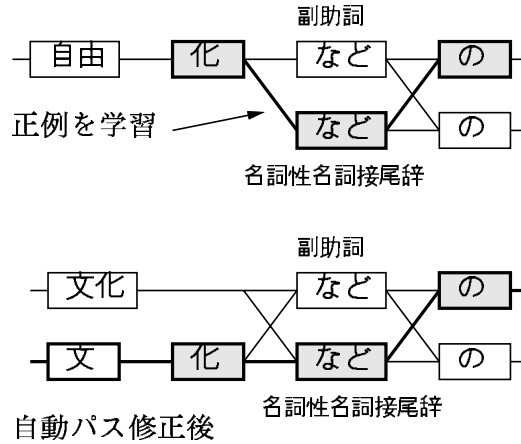 副助詞
自由 化 など の
正例を学習 など の
名詞性名詞接尾辞
副助詞
文化 など の
文 化 など の
名詞性名詞接尾辞
自動パス修正後